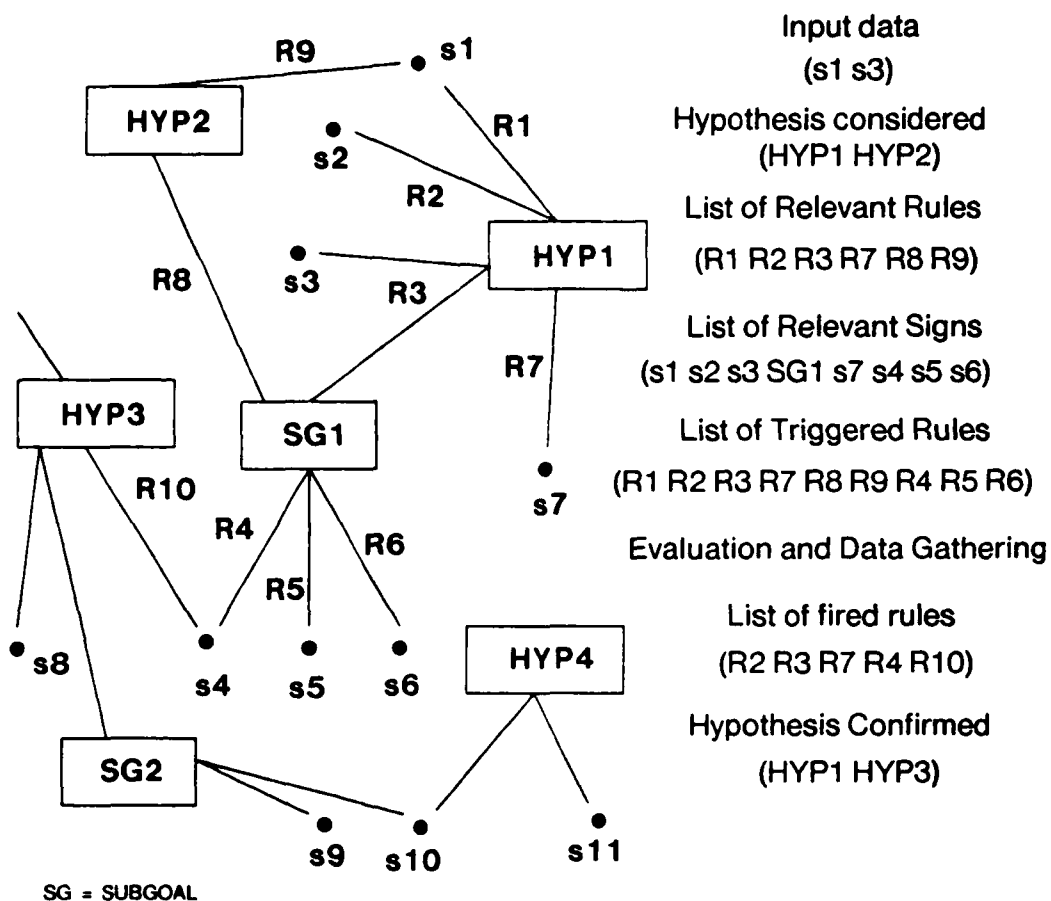 R9
s1
HYP2
R1
s2
R2
HYP1
s3
R3
R8
R7
HYP3
SG1
R10
s7
R4
R6
R5
s8
s4
s5
s6
HYP4
SG2
s9
s10
s11
SG = SUBGOAL
Input data
(s1 s3)
Hypothesis considered
(HYP1 HYP2)
List of Relevant Rules
(R1 R2 R3 R7 R8 R9)
List of Relevant Signs
(s1 s2 s3 SG1 s7 s4 s5 s6)
List of Triggered Rules
(R1 R2 R3 R7 R8 R9 R4 R5 R6)
Evaluation and Data Gathering
List of fired rules
(R2 R3 R7 R4 R10)
Hypothesis Confirmed
(HYP1 HYP3)